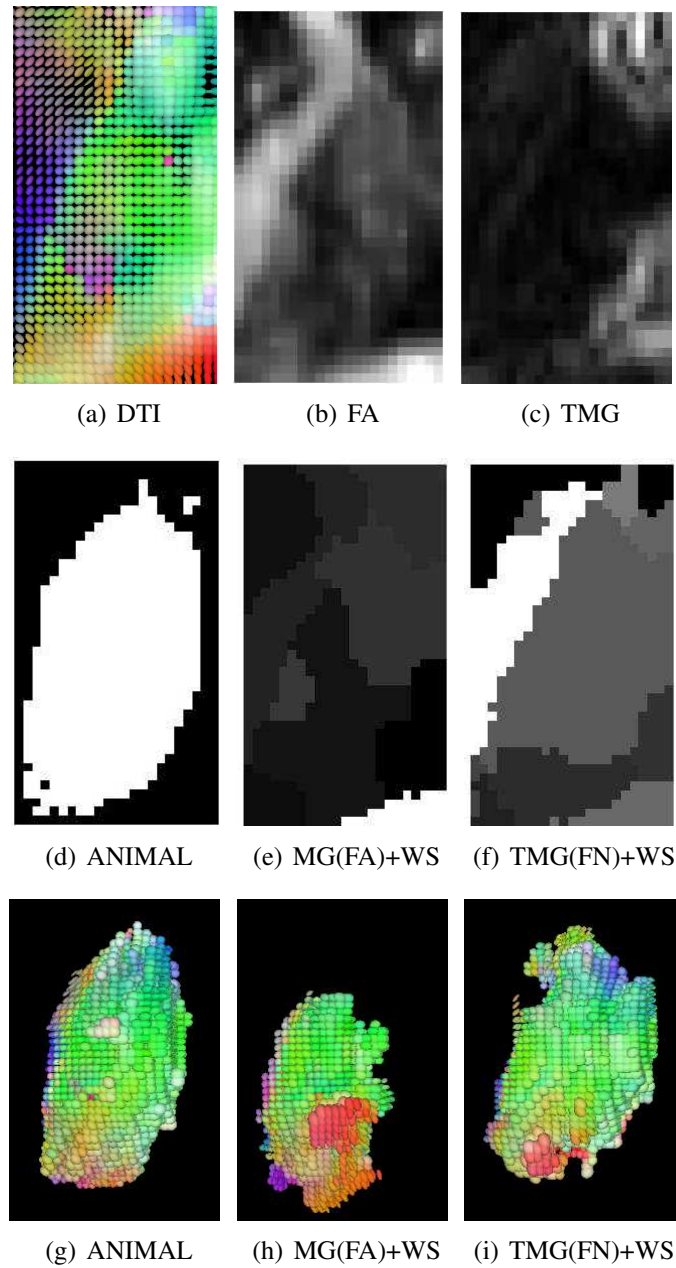 (a) DTI (b) FA (c) TMG
(d) ANIMAL (e) MG(FA)+WS (f) TMG(FN)+WS
(g) ANIMAL (h) MG(FA)+WS (i) TMG(FN)+WS